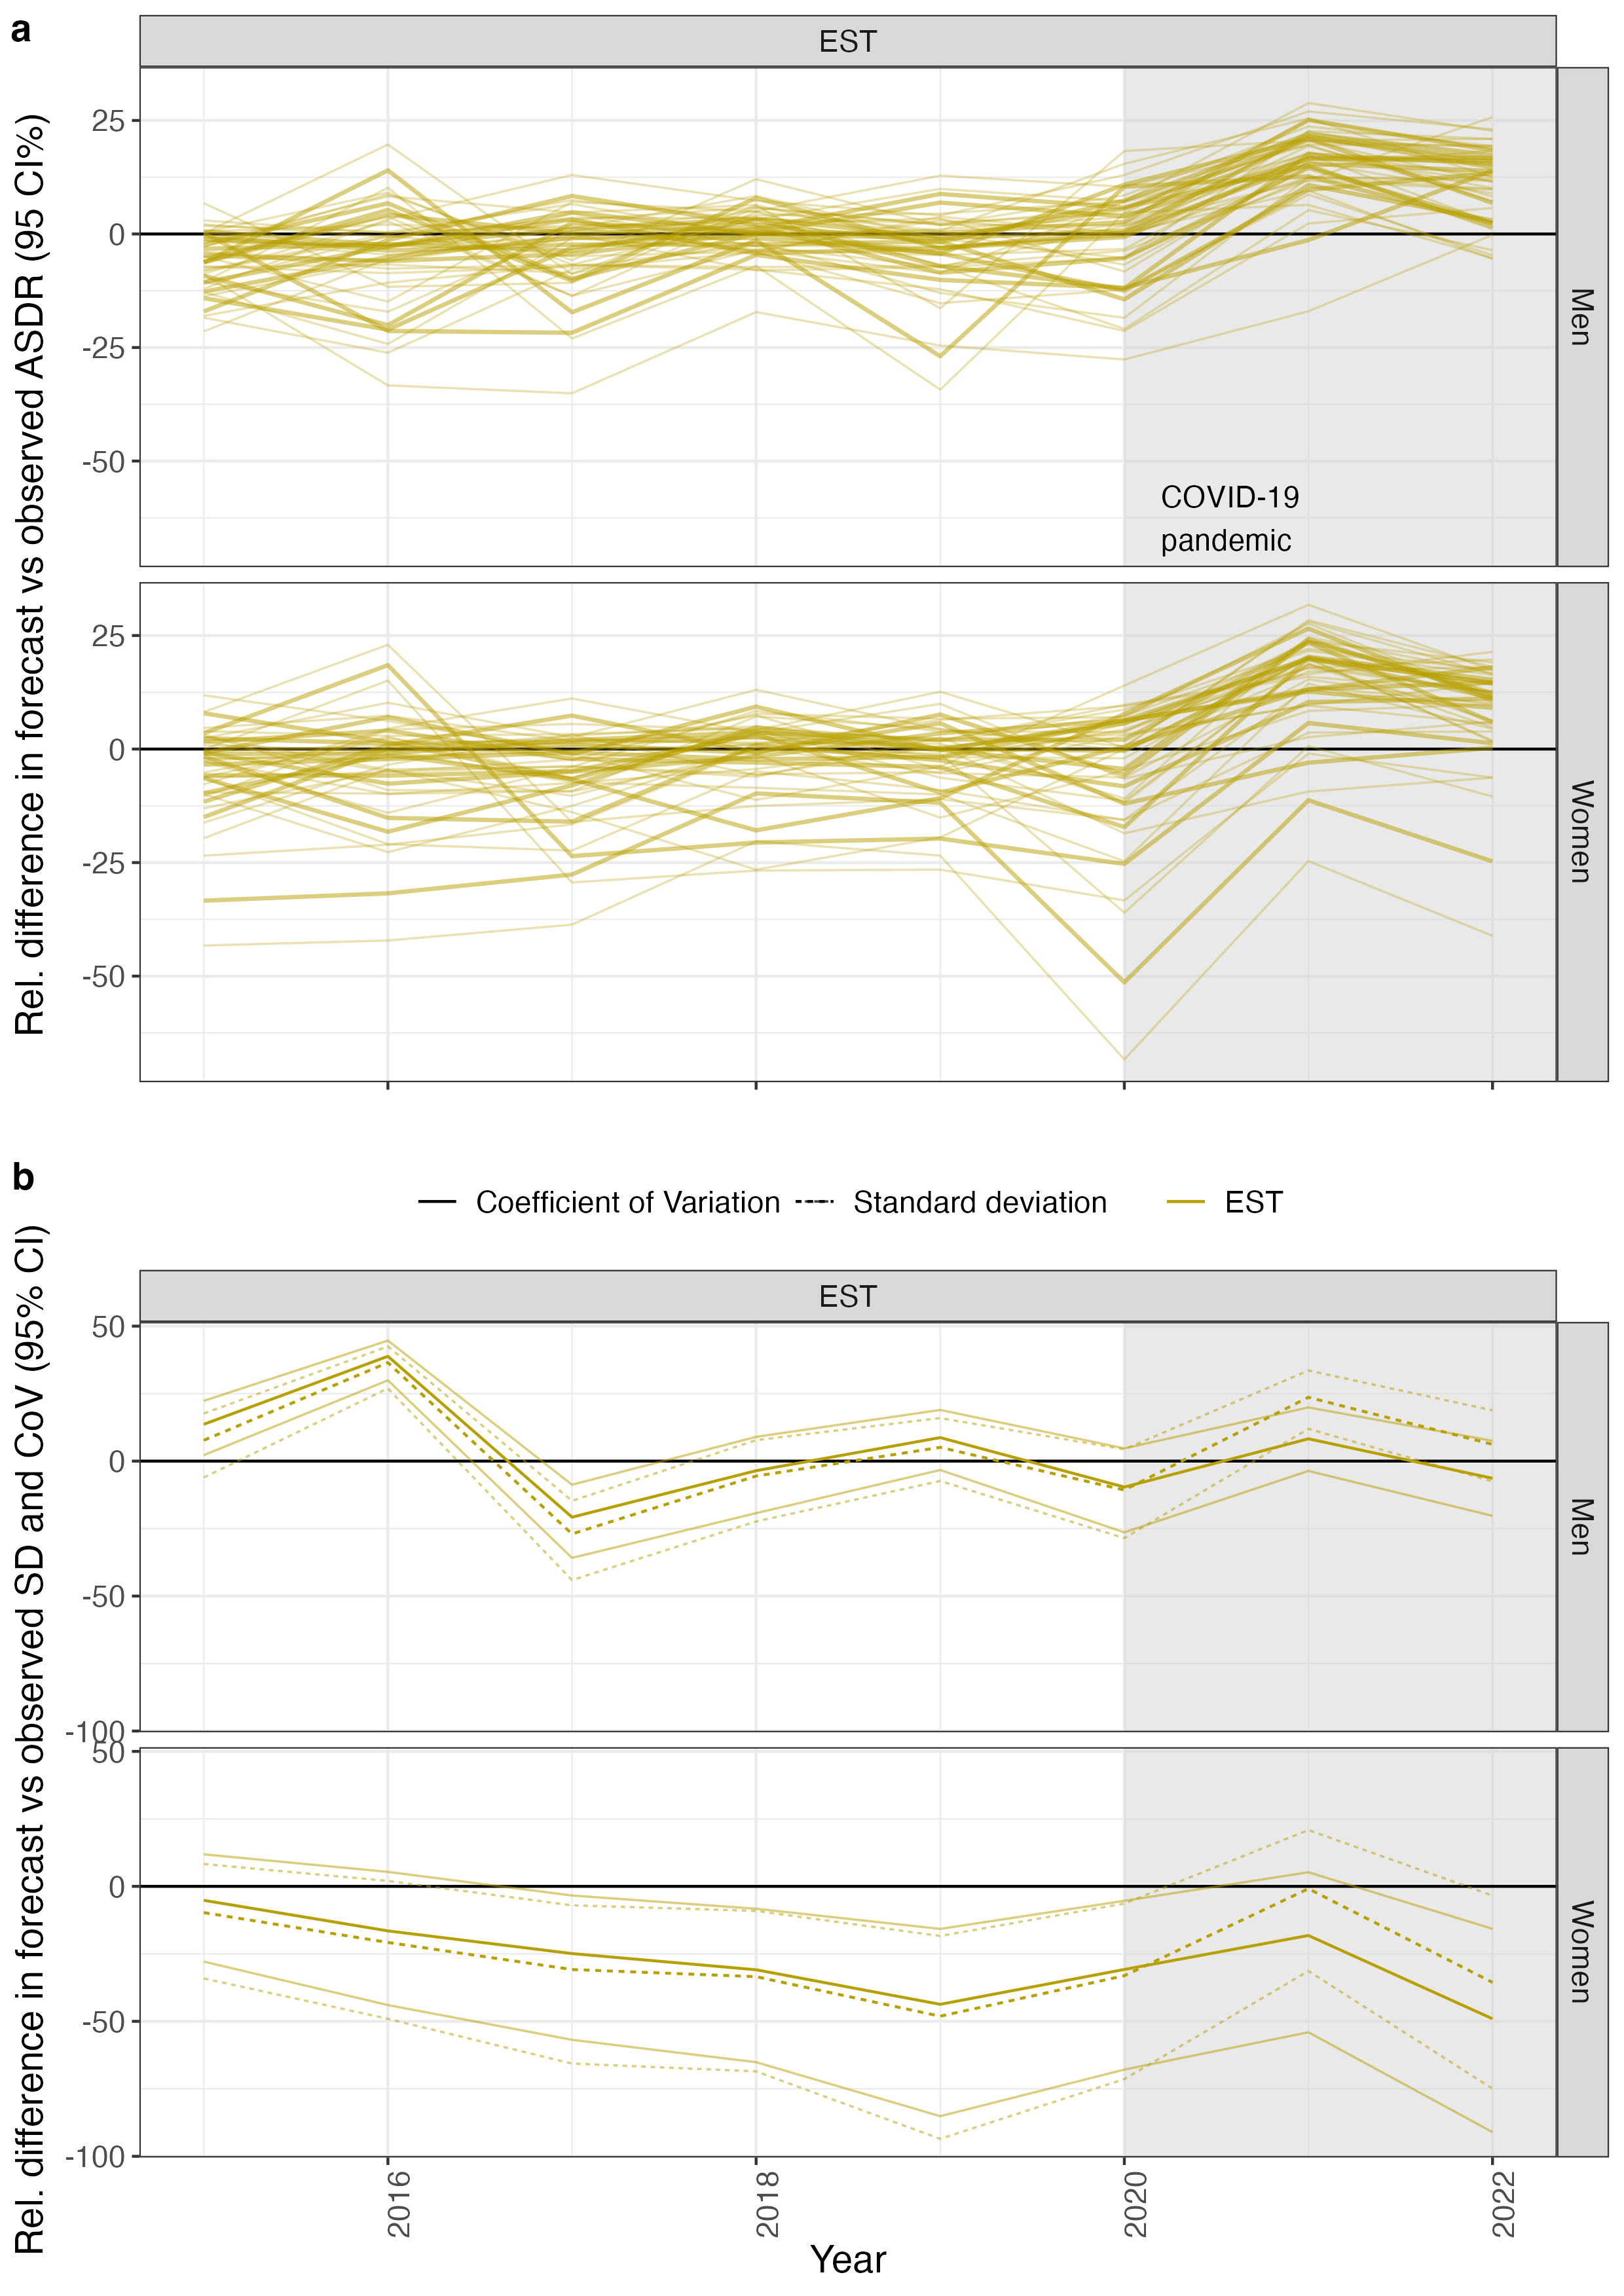 a
EST
Rel. difference in forecast vs observed ASDR (95 CI%)
25
0
-25
-50
COVID-19
pandemic
Men
25
0
-25
-50
Women
b
Coefficient of Variation
Standard deviation
EST
EST
Rel. difference in forecast vs observed SD and CoV (95% CI)
50
0
-50
-100
Men
50
0
-50
-100
Women
2016
2018
2020
2022
Year